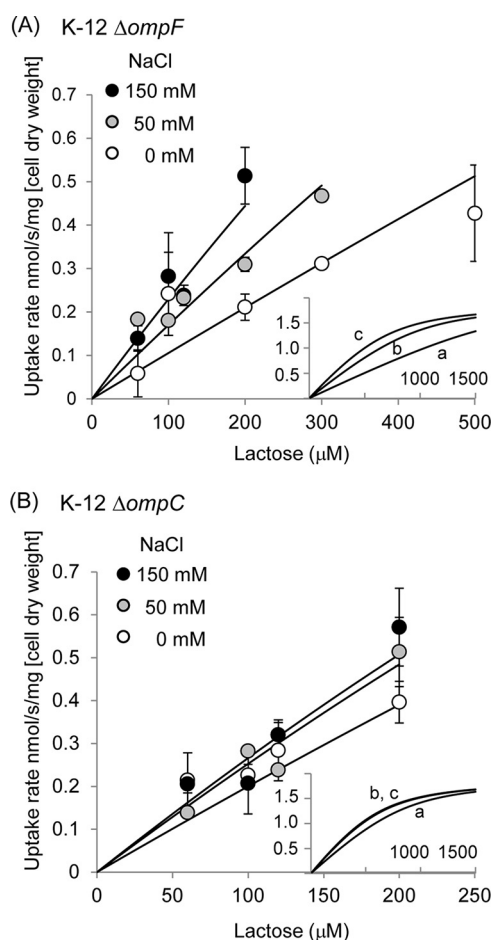 (A) K-12 ΔompF
NaCl
150 mM
50 mM
0 mM
Uptake rate nmol/s/mg [cell dry weight]
0.7
0.6
0.5
0.4
0.3
0.2
0.1
0
0 100 200 300 400 500
Lactose (μM)
1.5
1.0
0.5
c
b
a
1000 1500
(B) K-12 ΔompC
NaCl
150 mM
50 mM
0 mM
Uptake rate nmol/s/mg [cell dry weight]
0.7
0.6
0.5
0.4
0.3
0.2
0.1
0
0 50 100 150 200 250
Lactose (μM)
1.5
1.0
0.5
b, c
a
1000 1500